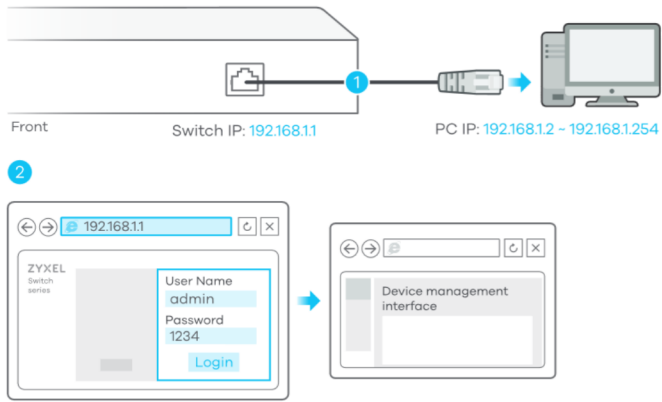 1
Front
Switch IP: 192.168.1.1
PC IP: 192.168.1.2 ~ 192.168.1.254
2
192.168.1.1
ZYXEL
Switch
series
User Name
admin
Password
1234
Login
Device management
interface